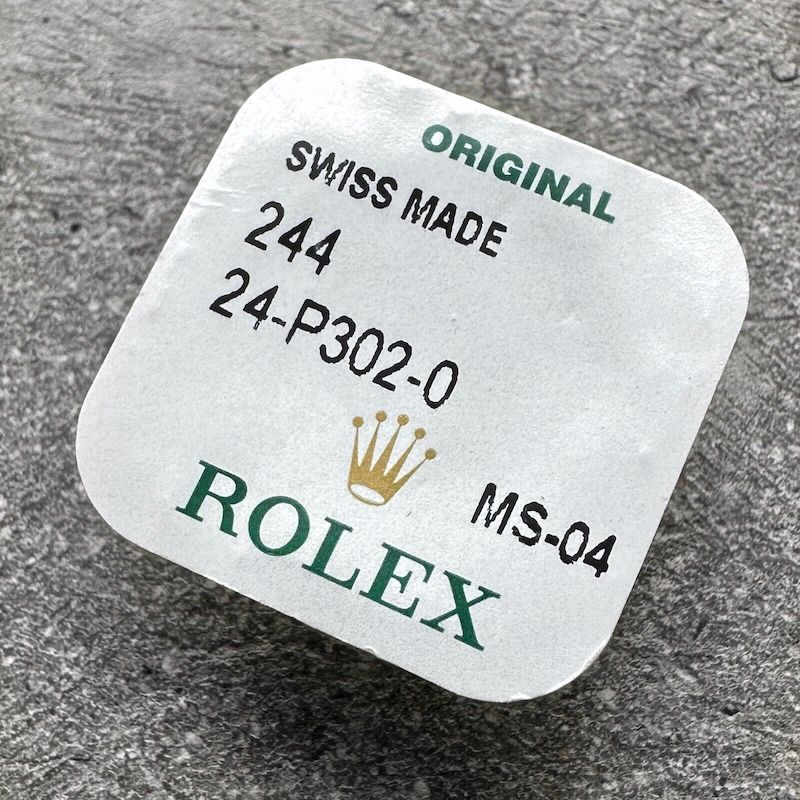 ORIGINAL
SWISS MADE
244
24-P302-0
MS-04
ROLEX